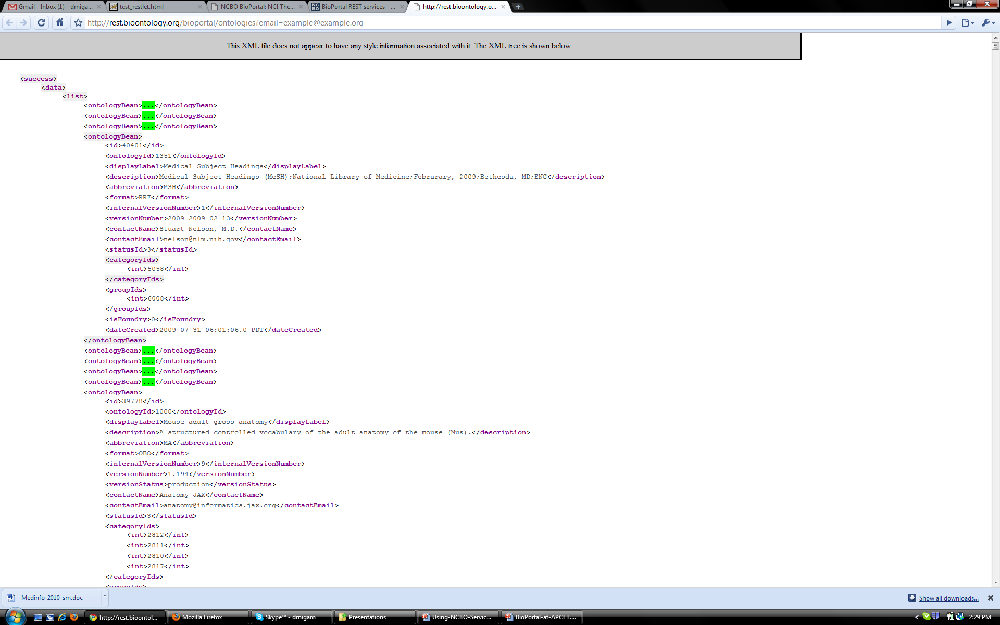 Gmail - Inbox (1) - drniga...
test_restlet.html
NCBO BioPortal: NCI The...
BioPortal REST services - ...
http://rest.bioontology.o...
http://rest.bioontology.org/bioportal/ontologies?email=example@example.org
This XML file does not appear to have any style information associated with it. The XML tree is shown below.
<success>
<data>
<list>
<ontologyBean>...</ontologyBean>
<ontologyBean>...</ontologyBean>
<ontologyBean>...</ontologyBean>
<ontologyBean>
<id>40401</id>
<ontologyId>1351</ontologyId>
<displayLabel>Medical Subject Headings</displayLabel>
<description>Medical Subject Headings (MeSH);National Library of Medicine;Februrary, 2009;Bethesda, MD;ENG</description>
<abbreviation>MSH</abbreviation>
<format>RRF</format>
<internalVersionNumber>1</internalVersionNumber>
<versionNumber>2009_2009_02_13</versionNumber>
<contactName>Stuart Nelson, M.D.</contactName>
<contactEmail>nelson@nlm.nih.gov</contactEmail>
<statusId>3</statusId>
<categoryIds>
<int>5058</int>
</categoryIds>
<groupIds>
<int>6008</int>
</groupIds>
<isFoundry>0</isFoundry>
<dateCreated>2009-07-31 06:01:06.0 PDT</dateCreated>
</ontologyBean>
<ontologyBean>...</ontologyBean>
<ontologyBean>...</ontologyBean>
<ontologyBean>...</ontologyBean>
<ontologyBean>...</ontologyBean>
<ontologyBean>
<id>39778</id>
<ontologyId>1000</ontologyId>
<displayLabel>Mouse adult gross anatomy</displayLabel>
<description>A structured controlled vocabulary of the adult anatomy of the mouse (Mus).</description>
<abbreviation>MA</abbreviation>
<format>OBO</format>
<internalVersionNumber>9</internalVersionNumber>
<versionNumber>1.194</versionNumber>
<versionStatus>production</versionStatus>
<contactName>Anatomy JAX</contactName>
<contactEmail>anatomy@informatics.jax.org</contactEmail>
<statusId>3</statusId>
<categoryIds>
<int>2812</int>
<int>2811</int>
<int>2810</int>
<int>2817</int>
</categoryIds>
<groupIds>
Medinfo-2010-sm.doc
Show all downloads...
http://rest.bioontol...
Mozilla Firefox
Skype™ - drnigam
Presentations
Using-NCBO-Servic...
BioPortal-at-APCET....
2:29 PM